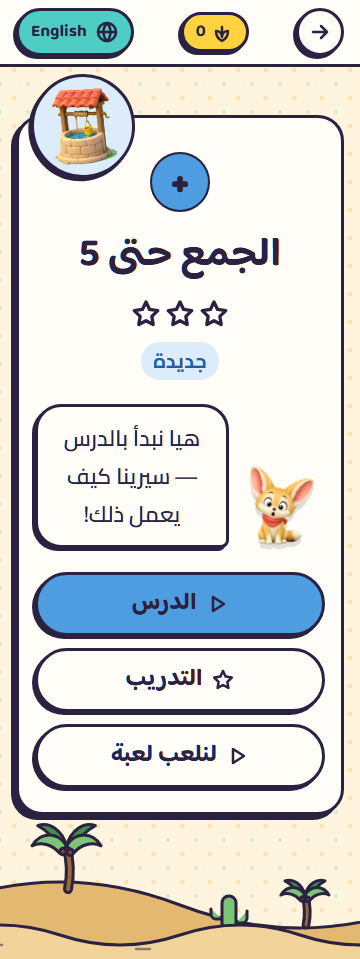 English
0
الجمع حتى 5
جديدة
هيا نبدأ بالدرس
— سيرينا كيف
يعمل ذلك!
الدرس
التدريب
لنلعب لعبة